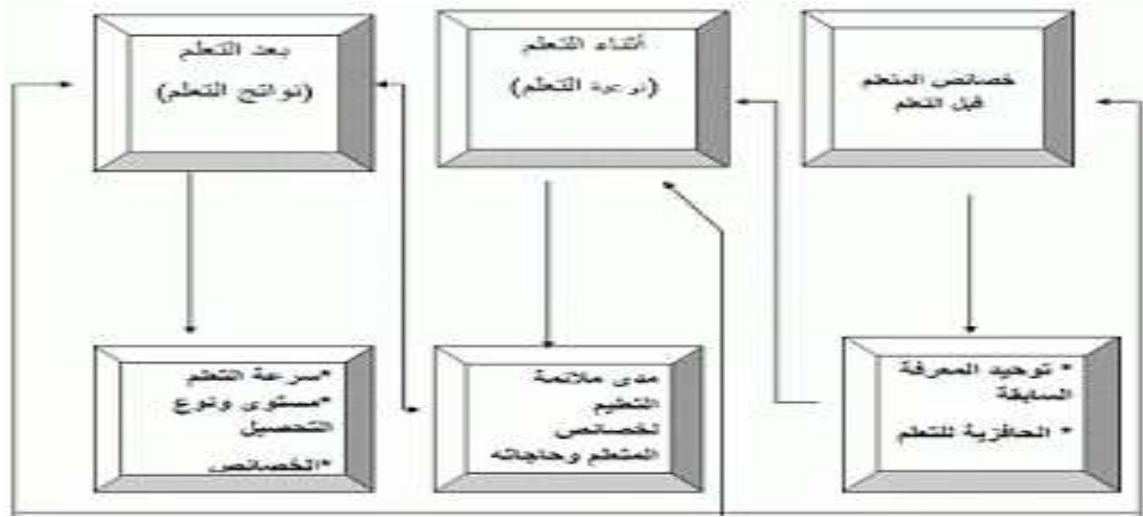 خصائص المتعلم
قبل التعلم
أثناء التعلم
(نوعية التعلم)
بعد التعلم
(نواتج التعلم)
* توحيد المعرفة
السابقة
* الحافزية للتعلم
مدى ملائمة
التعليم
لخصائص
المتعلم وحاجاته
*سرعة التعلم
*مستوى ونوع
التحصيل
*الخصائص